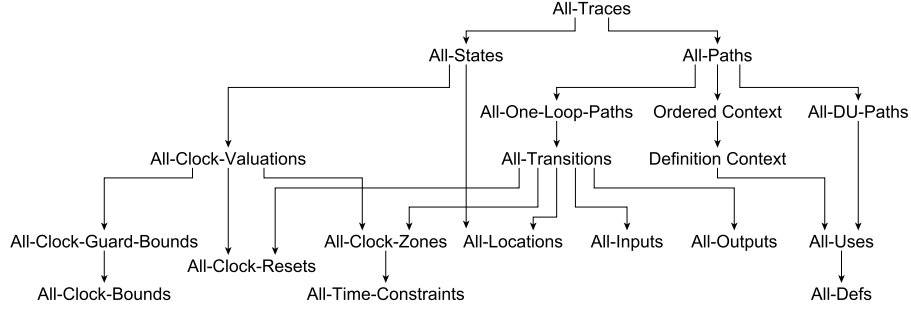 All-Traces
All-States
All-Paths
All-One-Loop-Paths
Ordered Context
All-DU-Paths
All-Clock-Valuations
All-Transitions
Definition Context
All-Clock-Guard-Bounds
All-Clock-Zones
All-Locations
All-Inputs
All-Outputs
All-Uses
All-Clock-Resets
All-Clock-Bounds
All-Time-Constraints
All-Defs